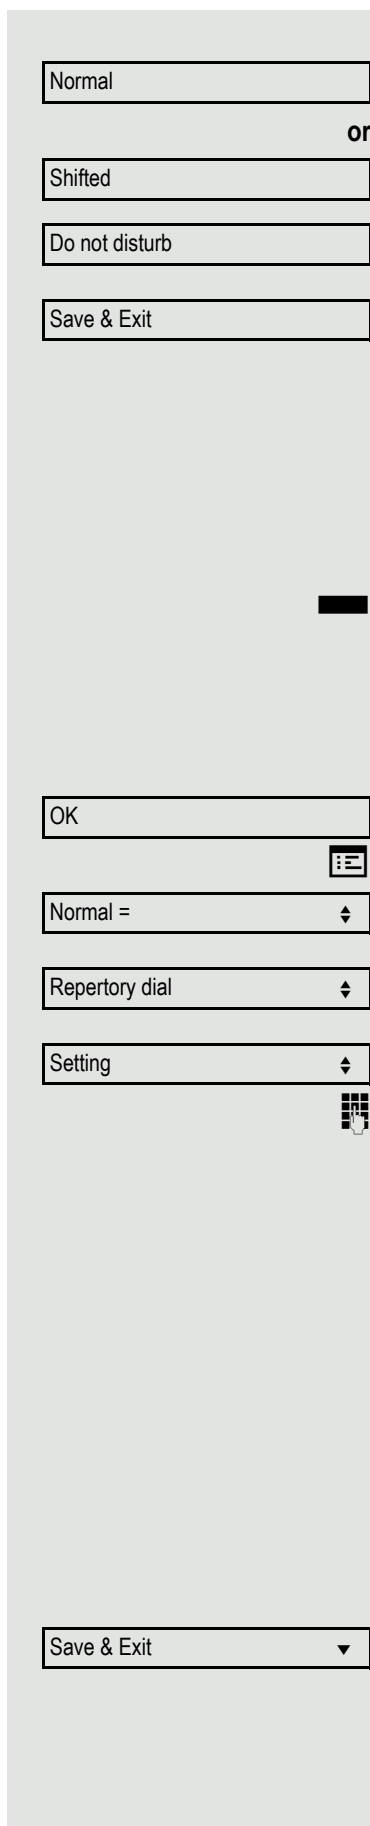 Normal
or
Shifted
Do not disturb
Save & Exit
OK
Normal =
Repertory dial
Setting
Save & Exit